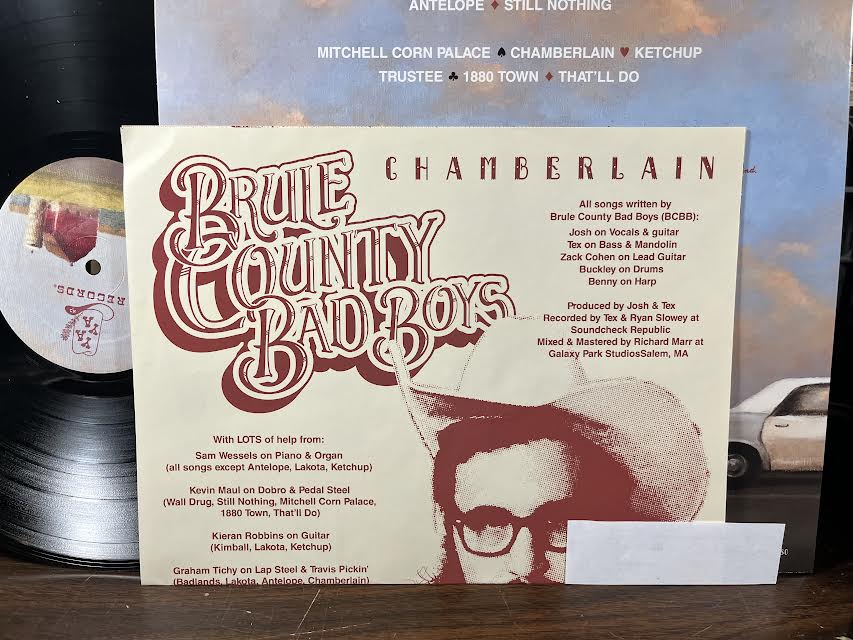 ANTELOPE ♦ STILL NOTHING
MITCHELL CORN PALACE ♠ CHAMBERLAIN ♥ KETCHUP
TRUSTEE ♣ 1880 TOWN ♦ THAT'LL DO
BRULE
COUNTY
BAD BOYS
CHAMBERLAIN
All songs written by
Brule County Bad Boys (BCBB):
Josh on Vocals & guitar
Tex on Bass & Mandolin
Zack Cohen on Lead Guitar
Buckley on Drums
Benny on Harp
Produced by Josh & Tex
Recorded by Tex & Ryan Slowey at
Soundcheck Republic
Mixed & Mastered by Richard Marr at
Galaxy Park StudiosSalem, MA
With LOTS of help from:
Sam Wessels on Piano & Organ
(all songs except Antelope, Lakota, Ketchup)
Kevin Maul on Dobro & Pedal Steel
(Wall Drug, Still Nothing, Mitchell Corn Palace,
1880 Town, That'll Do)
Kieran Robbins on Guitar
(Kimball, Lakota, Ketchup)
Graham Tichy on Lap Steel & Travis Pickin'
(Badlands, Lakota, Antelope, Chamberlain)
YA
YA
RECORDS